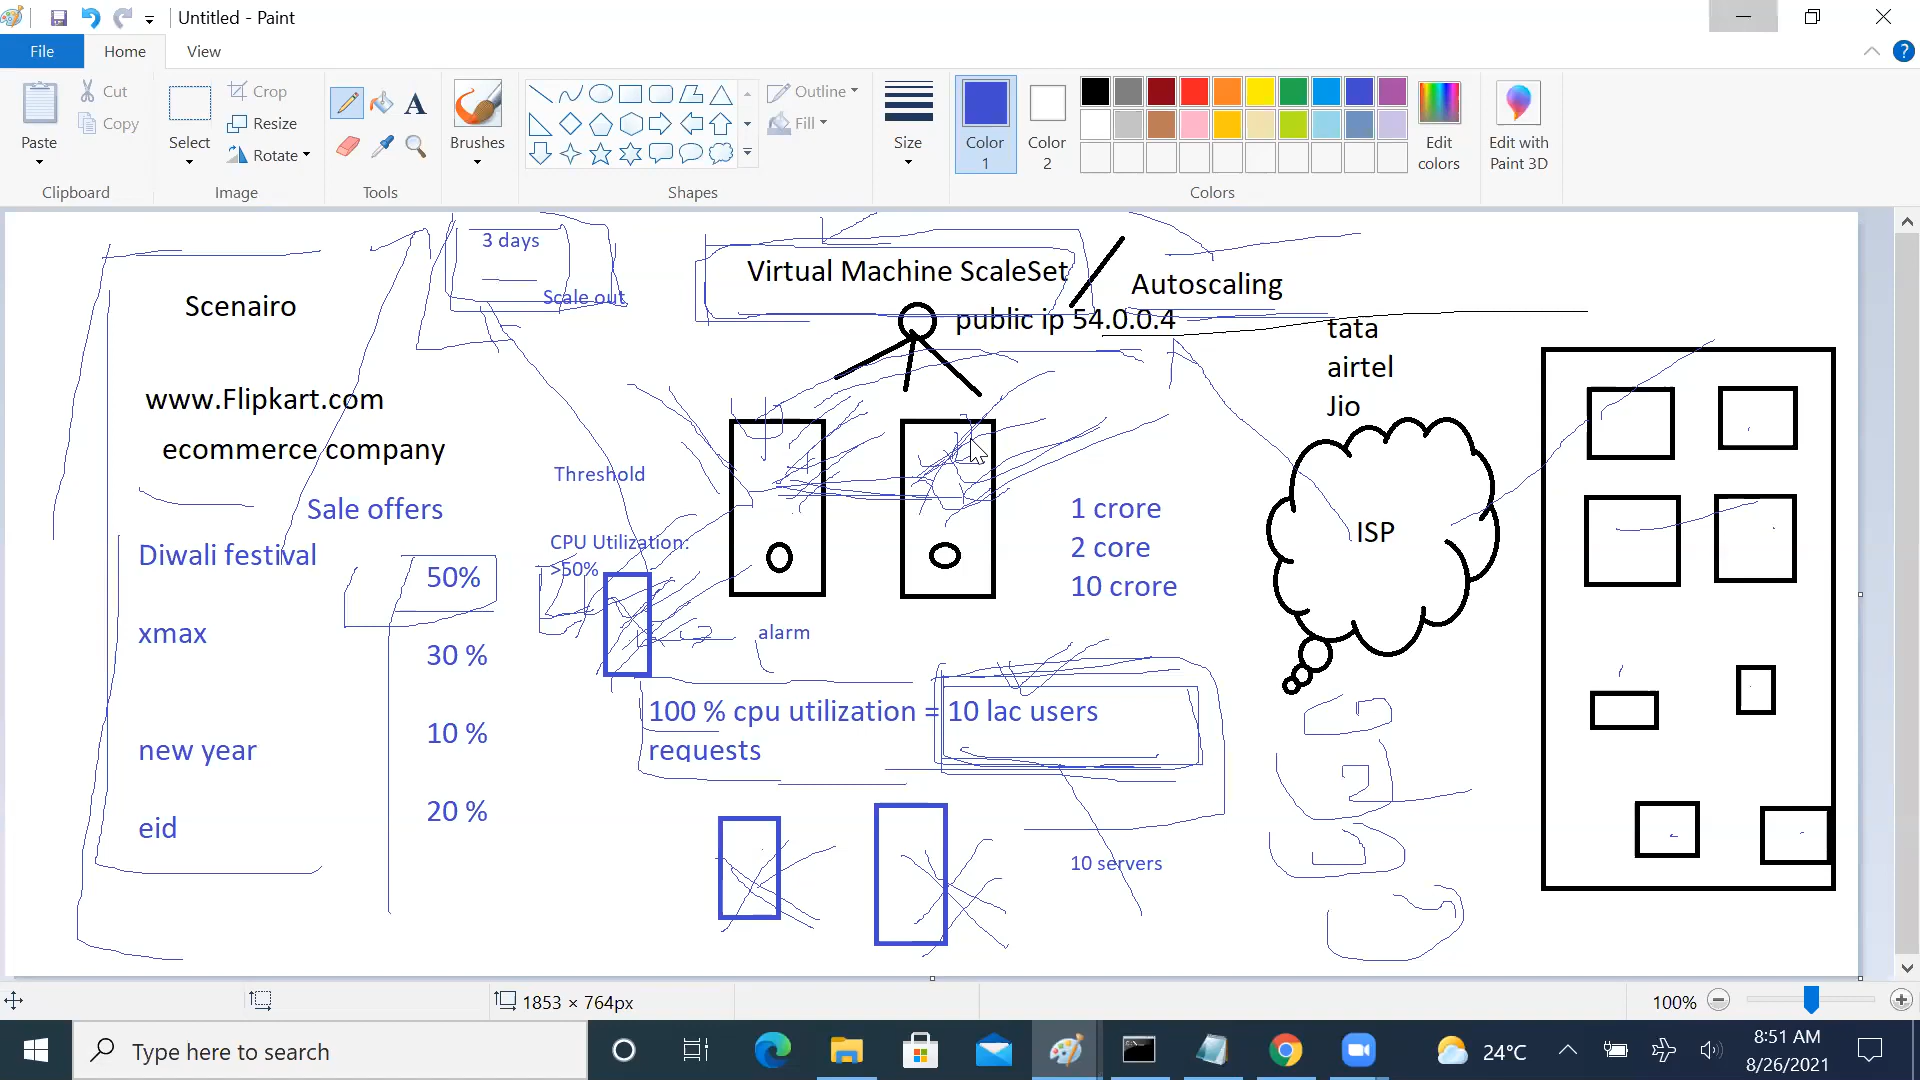 Untitled - Paint
File
Home
View
Paste
Cut
Copy
Clipboard
Select
Crop
Resize
Rotate
Image
A
Tools
Brushes
Shapes
Outline
Fill
Size
Color
1
Color
2
Edit
colors
Colors
Edit with
Paint 3D
3 days
Scale out
Virtual Machine ScaleSet
Autoscaling
Scenairo
public ip 54.0.0.4
tata
airtel
Jio
www.Flipkart.com
ecommerce company
Threshold
Sale offers
CPU Utilization:
>50%
Diwali festival
50%
xmax
30 %
new year
10 %
eid
20 %
1 crore
2 core
10 crore
ISP
alarm
100 % cpu utilization = 10 lac users
requests
10 servers
1853 × 764px
100%
Type here to search
24°C
8:51 AM
8/26/2021